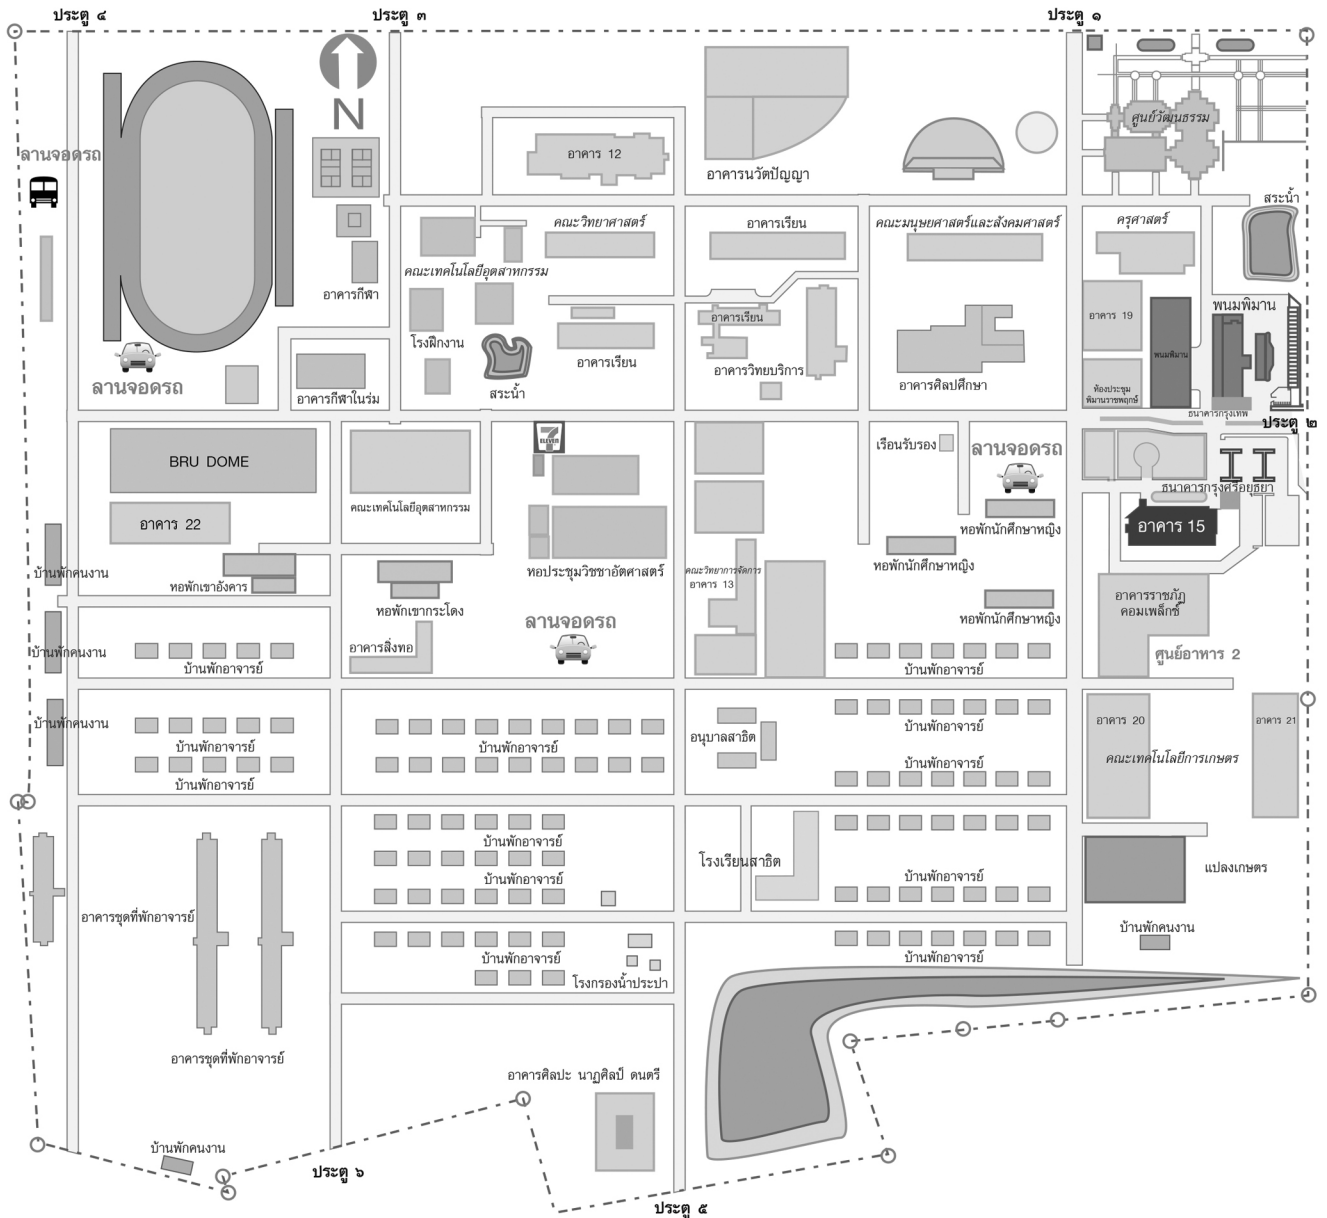 ประตู ๔
ประตู ๓
ประตู ๑
N
ศูนย์วัฒนธรรม
ลานจอดรถ
อาคาร 12
อาคารนวัตปัญญา
สระน้ำ
คณะวิทยาศาสตร์
อาคารเรียน
คณะมนุษยศาสตร์และสังคมศาสตร์
ครุศาสตร์
คณะเทคโนโลยีอุตสาหกรรม
อาคารกีฬา
พนมพิมาน
อาคาร 19
อาคารเรียน
โรงฝึกงาน
อาคารเรียน
พนมพิมาน
อาคารวิทยบริการ
ลานจอดรถ
อาคารศิลปศึกษา
อาคารกีฬาในร่ม
สระน้ำ
ห้องประชุม
พิมานราชพฤกษ์
ธนาคารกรุงเทพ
ประตู ๒
7
ELEVEN
เรือนรับรอง
ลานจอดรถ
BRU DOME
ธนาคารกรุงศรีอยุธยา
คณะเทคโนโลยีอุตสาหกรรม
อาคาร 22
หอพักนักศึกษาหญิง
อาคาร 15
บ้านพักคนงาน
หอพักเขาอังคาร
หอประชุมวิชชาอัตศาสตร์
คณะวิทยาการจัดการ
อาคาร 13
หอพักนักศึกษาหญิง
หอพักเขากระโดง
อาคารราชภัฏ
คอมเพล็กซ์
หอพักนักศึกษาหญิง
ลานจอดรถ
บ้านพักคนงาน
อาคารสิ่งทอ
ศูนย์อาหาร 2
บ้านพักอาจารย์
บ้านพักอาจารย์
บ้านพักคนงาน
บ้านพักอาจารย์
บ้านพักอาจารย์
อนุบาลสาธิต
บ้านพักอาจารย์
อาคาร 20
อาคาร 21
คณะเทคโนโลยีการเกษตร
บ้านพักอาจารย์
บ้านพักอาจารย์
บ้านพักอาจารย์
โรงเรียนสาธิต
บ้านพักอาจารย์
บ้านพักอาจารย์
แปลงเกษตร
อาคารชุดที่พักอาจารย์
บ้านพักคนงาน
บ้านพักอาจารย์
บ้านพักอาจารย์
โรงกรองน้ำประปา
อาคารชุดที่พักอาจารย์
อาคารศิลปะ นาฏศิลป์ ดนตรี
บ้านพักคนงาน
ประตู ๖
ประตู ๕